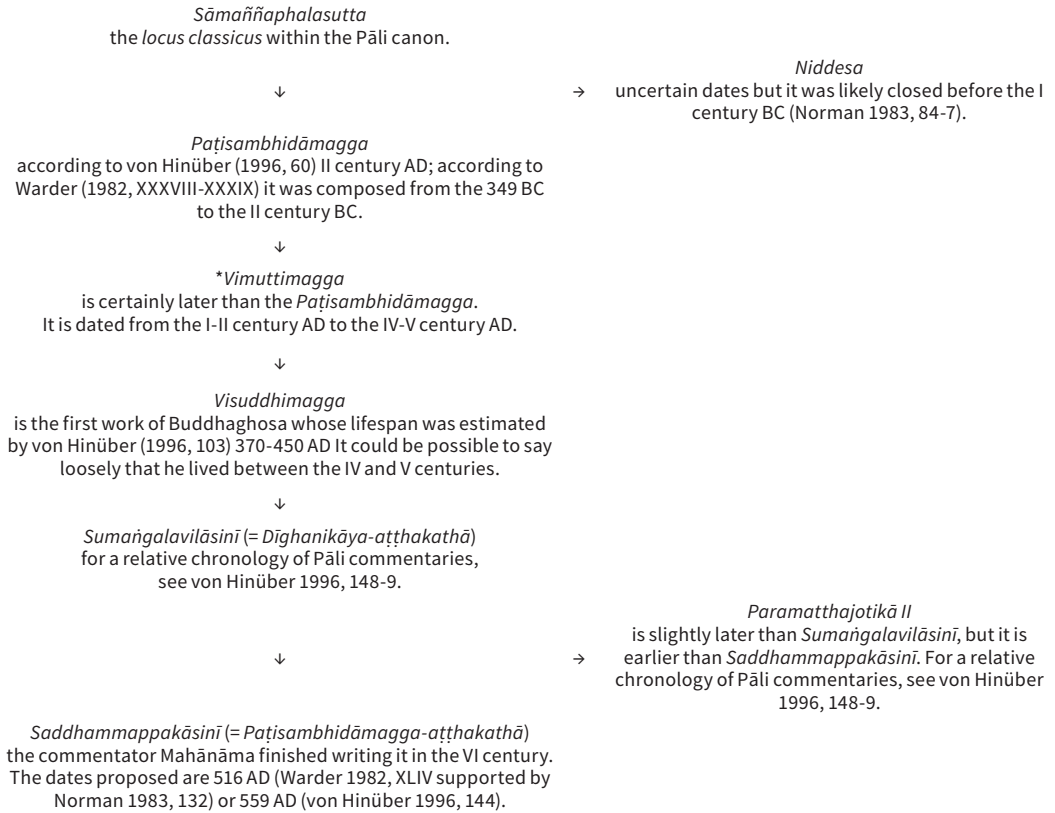 Sāmaññaphalasutta
the locus classicus within the Pāli canon.
Niddesa
↓
→
uncertain dates but it was likely closed before the I
century BC (Norman 1983, 84-7).
Paṭisambhidāmagga
according to von Hinüber (1996, 60) II century AD; according to
Warder (1982, XXXVIII-XXXIX) it was composed from the 349 BC
to the II century BC.
↓
*Vimuttimagga
is certainly later than the Paṭisambhidāmagga.
It is dated from the I-II century AD to the IV-V century AD.
↓
Visuddhimagga
is the first work of Buddhaghosa whose lifespan was estimated
by von Hinüber (1996, 103) 370-450 AD It could be possible to say
loosely that he lived between the IV and V centuries.
↓
Sumaṅgalavilāsinī (= Dīghanikāya-aṭṭhakathā)
for a relative chronology of Pāli commentaries,
see von Hinüber 1996, 148-9.
↓
→
Paramatthajotikā II
is slightly later than Sumaṅgalavilāsinī, but it is
earlier than Saddhammappakāsinī. For a relative
chronology of Pāli commentaries, see von Hinüber
1996, 148-9.
Saddhammappakāsinī (= Paṭisambhidāmagga-aṭṭhakathā)
the commentator Mahānāma finished writing it in the VI century.
The dates proposed are 516 AD (Warder 1982, XLIV supported by
Norman 1983, 132) or 559 AD (von Hinüber 1996, 144).